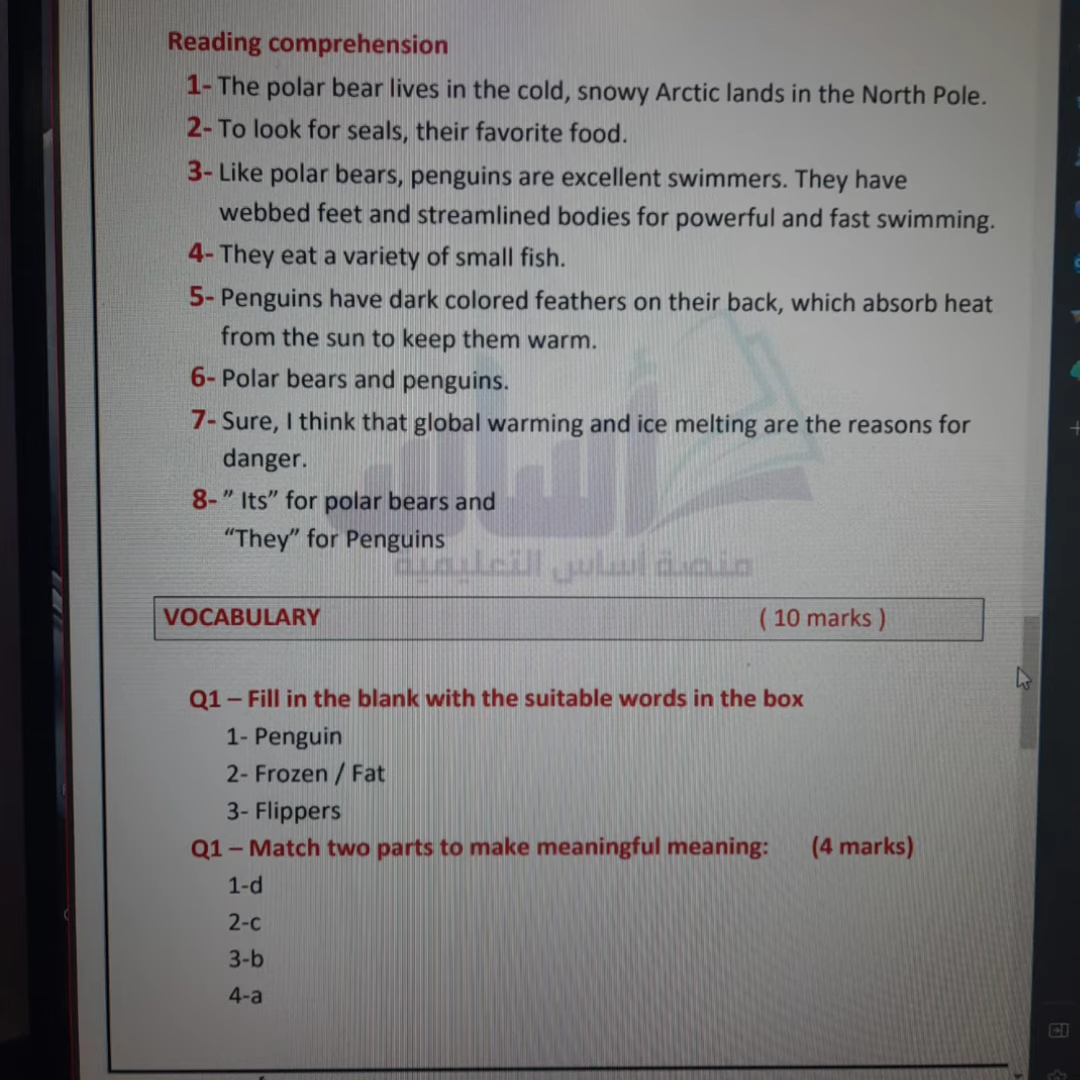 Reading comprehension
1- The polar bear lives in the cold, snowy Arctic lands in the North Pole.
2- To look for seals, their favorite food.
3- Like polar bears, penguins are excellent swimmers. They have
webbed feet and streamlined bodies for powerful and fast swimming.
4- They eat a variety of small fish.
5- Penguins have dark colored feathers on their back, which absorb heat
from the sun to keep them warm.
6- Polar bears and penguins.
7- Sure, I think that global warming and ice melting are the reasons for
danger.
8- ” Its” for polar bears and
“They” for Penguins
أساس
منصة أساس التعليمية
VOCABULARY ( 10 marks )
Q1 – Fill in the blank with the suitable words in the box
1- Penguin
2- Frozen / Fat
3- Flippers
Q1 – Match two parts to make meaningful meaning: (4 marks)
1-d
2-c
3-b
4-a